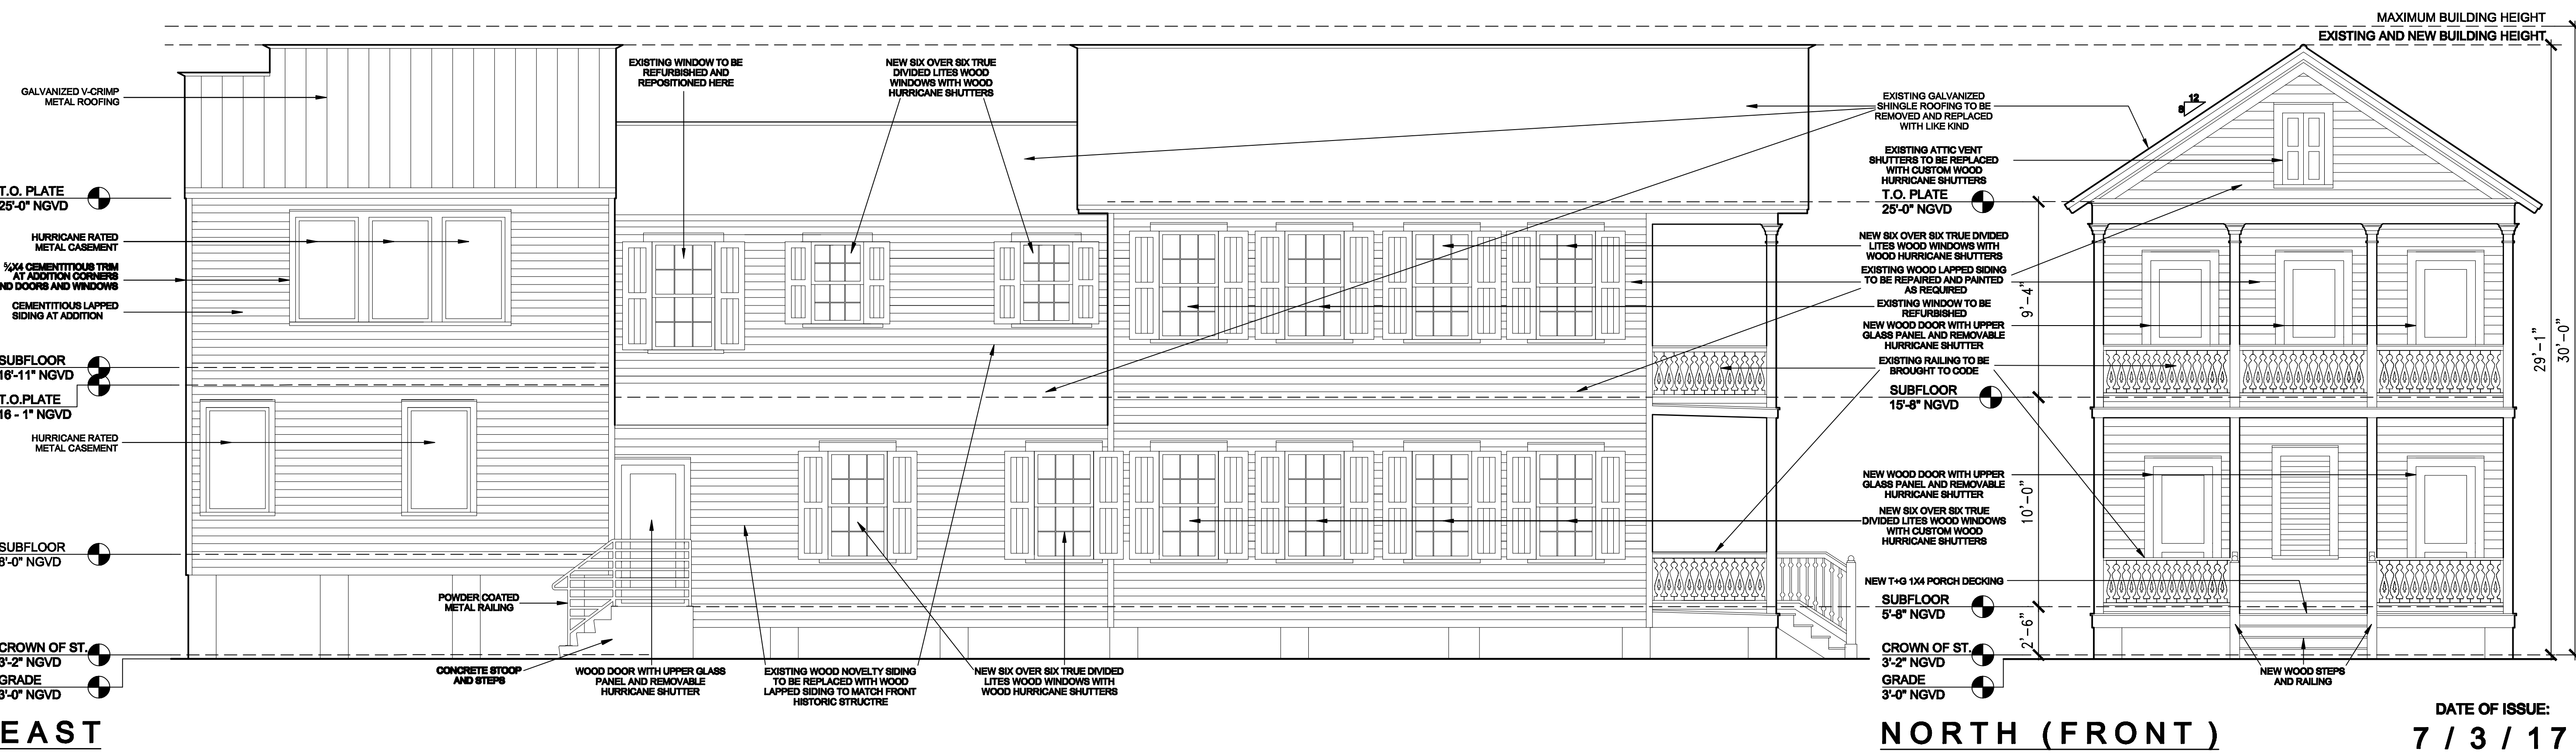 MAXIMUM BUILDING HEIGHT
EXISTING AND NEW BUILDING HEIGHT
GALVANIZED V-CRIMP
METAL ROOFING
T.O. PLATE
25'-0" NGVD
HURRICANE RATED
METAL CASEMENT
5/4X4 CEMENTITIOUS TRIM
AT ADDITION CORNERS
ND DOORS AND WINDOWS
CEMENTITIOUS LAPPED
SIDING AT ADDITION
SUBFLOOR
16'-11" NGVD
T.O.PLATE
16 - 1" NGVD
HURRICANE RATED
METAL CASEMENT
SUBFLOOR
8'-0" NGVD
CROWN OF ST.
3'-2" NGVD
GRADE
3'-0" NGVD
EAST
EXISTING WINDOW TO BE
REFURBISHED AND
REPOSITIONED HERE
NEW SIX OVER SIX TRUE
DIVIDED LITES WOOD
WINDOWS WITH WOOD
HURRICANE SHUTTERS
POWDER COATED
METAL RAILING
CONCRETE STOOP
AND STEPS
WOOD DOOR WITH UPPER GLASS
PANEL AND REMOVABLE
HURRICANE SHUTTER
EXISTING WOOD NOVELTY SIDING
TO BE REPLACED WITH WOOD
LAPPED SIDING TO MATCH FRONT
HISTORIC STRUCTRE
NEW SIX OVER SIX TRUE DIVIDED
LITES WOOD WINDOWS WITH
WOOD HURRICANE SHUTTERS
EXISTING GALVANIZED
SHINGLE ROOFING TO BE
REMOVED AND REPLACED
WITH LIKE KIND
EXISTING ATTIC VENT
SHUTTERS TO BE REPLACED
WITH CUSTOM WOOD
HURRICANE SHUTTERS
T.O. PLATE
25'-0" NGVD
NEW SIX OVER SIX TRUE DIVIDED
LITES WOOD WINDOWS WITH
WOOD HURRICANE SHUTTERS
EXISTING WOOD LAPPED SIDING
TO BE REPAIRED AND PAINTED
AS REQUIRED
EXISTING WINDOW TO BE
REFURBISHED
NEW WOOD DOOR WITH UPPER
GLASS PANEL AND REMOVABLE
HURRICANE SHUTTER
EXISTING RAILING TO BE
BROUGHT TO CODE
SUBFLOOR
15'-8" NGVD
NEW WOOD DOOR WITH UPPER
GLASS PANEL AND REMOVABLE
HURRICANE SHUTTER
NEW SIX OVER SIX TRUE
DIVIDED LITES WOOD WINDOWS
WITH CUSTOM WOOD
HURRICANE SHUTTERS
NEW T+G 1X4 PORCH DECKING
SUBFLOOR
5'-8" NGVD
CROWN OF ST.
3'-2" NGVD
GRADE
3'-0" NGVD
9'-4"
10'-0"
2'-6"
12
8
29'-1"
30'-0"
NEW WOOD STEPS
AND RAILING
NORTH (FRONT)
DATE OF ISSUE:
7 / 3 / 17